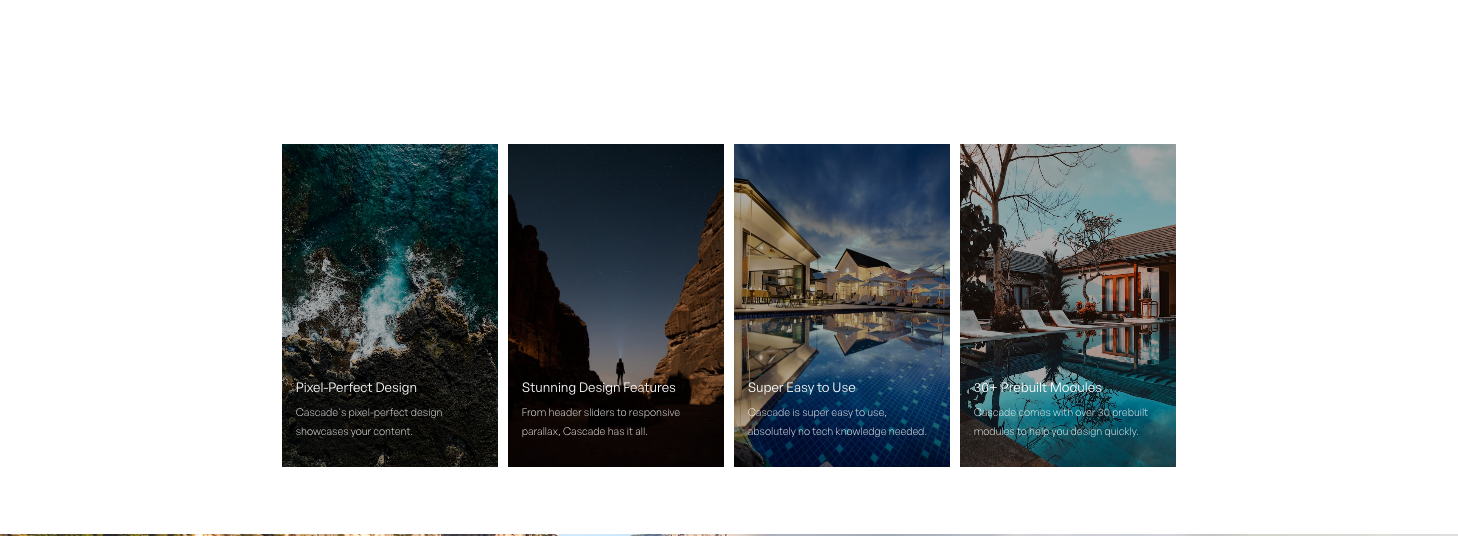 Pixel-Perfect Design
Cascade's pixel-perfect design
showcases your content.
Stunning Design Features
From header sliders to responsive
parallax, Cascade has it all.
Super Easy to Use
Cascade is super easy to use,
absolutely no tech knowledge needed.
30+ Prebuilt Modules
Cascade comes with over 30 prebuilt
modules to help you design quickly.